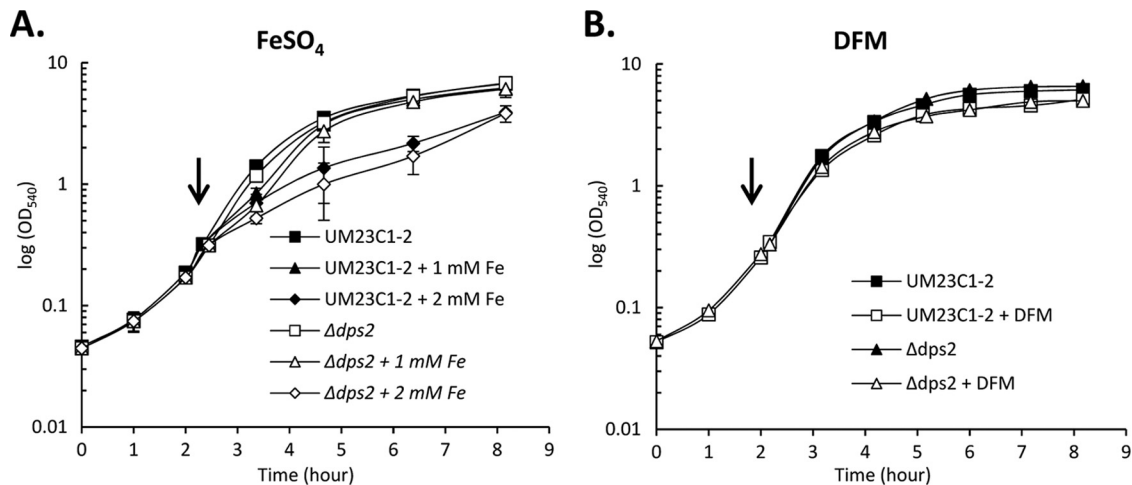 A.
FeSO4
10
1
0.1
0.01
log (OD540)
0 1 2 3 4 5 6 7 8 9
Time (hour)
UM23C1-2
UM23C1-2 + 1 mM Fe
UM23C1-2 + 2 mM Fe
Δdps2
Δdps2 + 1 mM Fe
Δdps2 + 2 mM Fe
B.
DFM
10
1
0.1
0.01
log (OD540)
0 1 2 3 4 5 6 7 8 9
Time (hour)
UM23C1-2
UM23C1-2 + DFM
Δdps2
Δdps2 + DFM